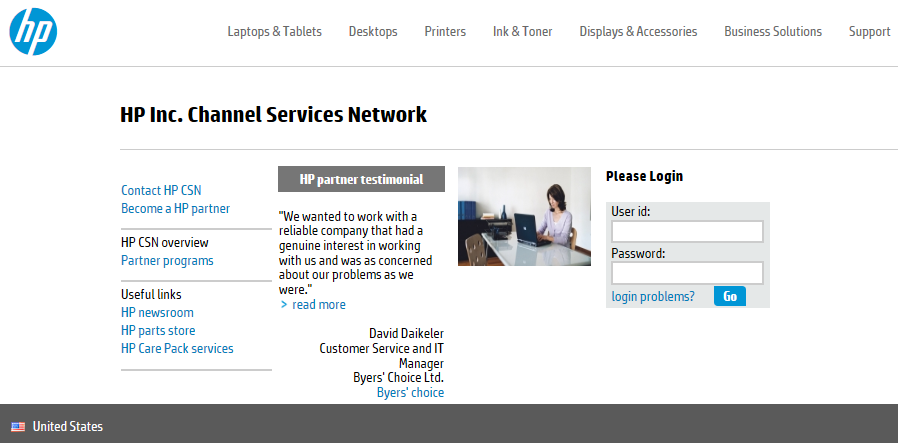 hp
Laptops & Tablets Desktops Printers Ink & Toner Displays & Accessories Business Solutions Support
HP Inc. Channel Services Network
Contact HP CSN
Become a HP partner
HP CSN overview
Partner programs
Useful links
HP newsroom
HP parts store
HP Care Pack services
HP partner testimonial
"We wanted to work with a
reliable company that had a
genuine interest in working
with us and was as concerned
about our problems as we
were."
> read more
David Daikeler
Customer Service and IT
Manager
Byers' Choice Ltd.
Byers' choice
Please Login
User id:
Password:
login problems? Go
United States